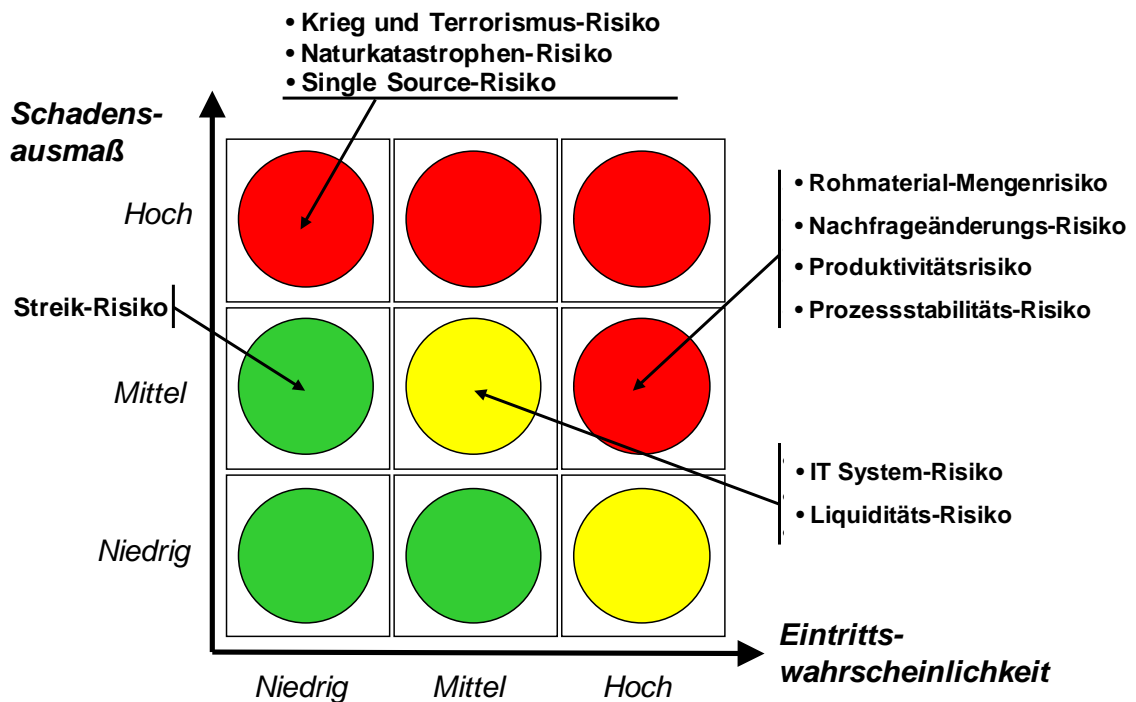 • Krieg und Terrorismus-Risiko
• Naturkatastrophen-Risiko
• Single Source-Risiko
Schadens-
ausmaß
Hoch
• Rohmaterial-Mengenrisiko
• Nachfrageänderungs-Risiko
• Produktivitätsrisiko
• Prozessstabilitäts-Risiko
Streik-Risiko
Mittel
• IT System-Risiko
• Liquiditäts-Risiko
Niedrig
Eintritts-
wahrscheinlichkeit
Niedrig
Mittel
Hoch